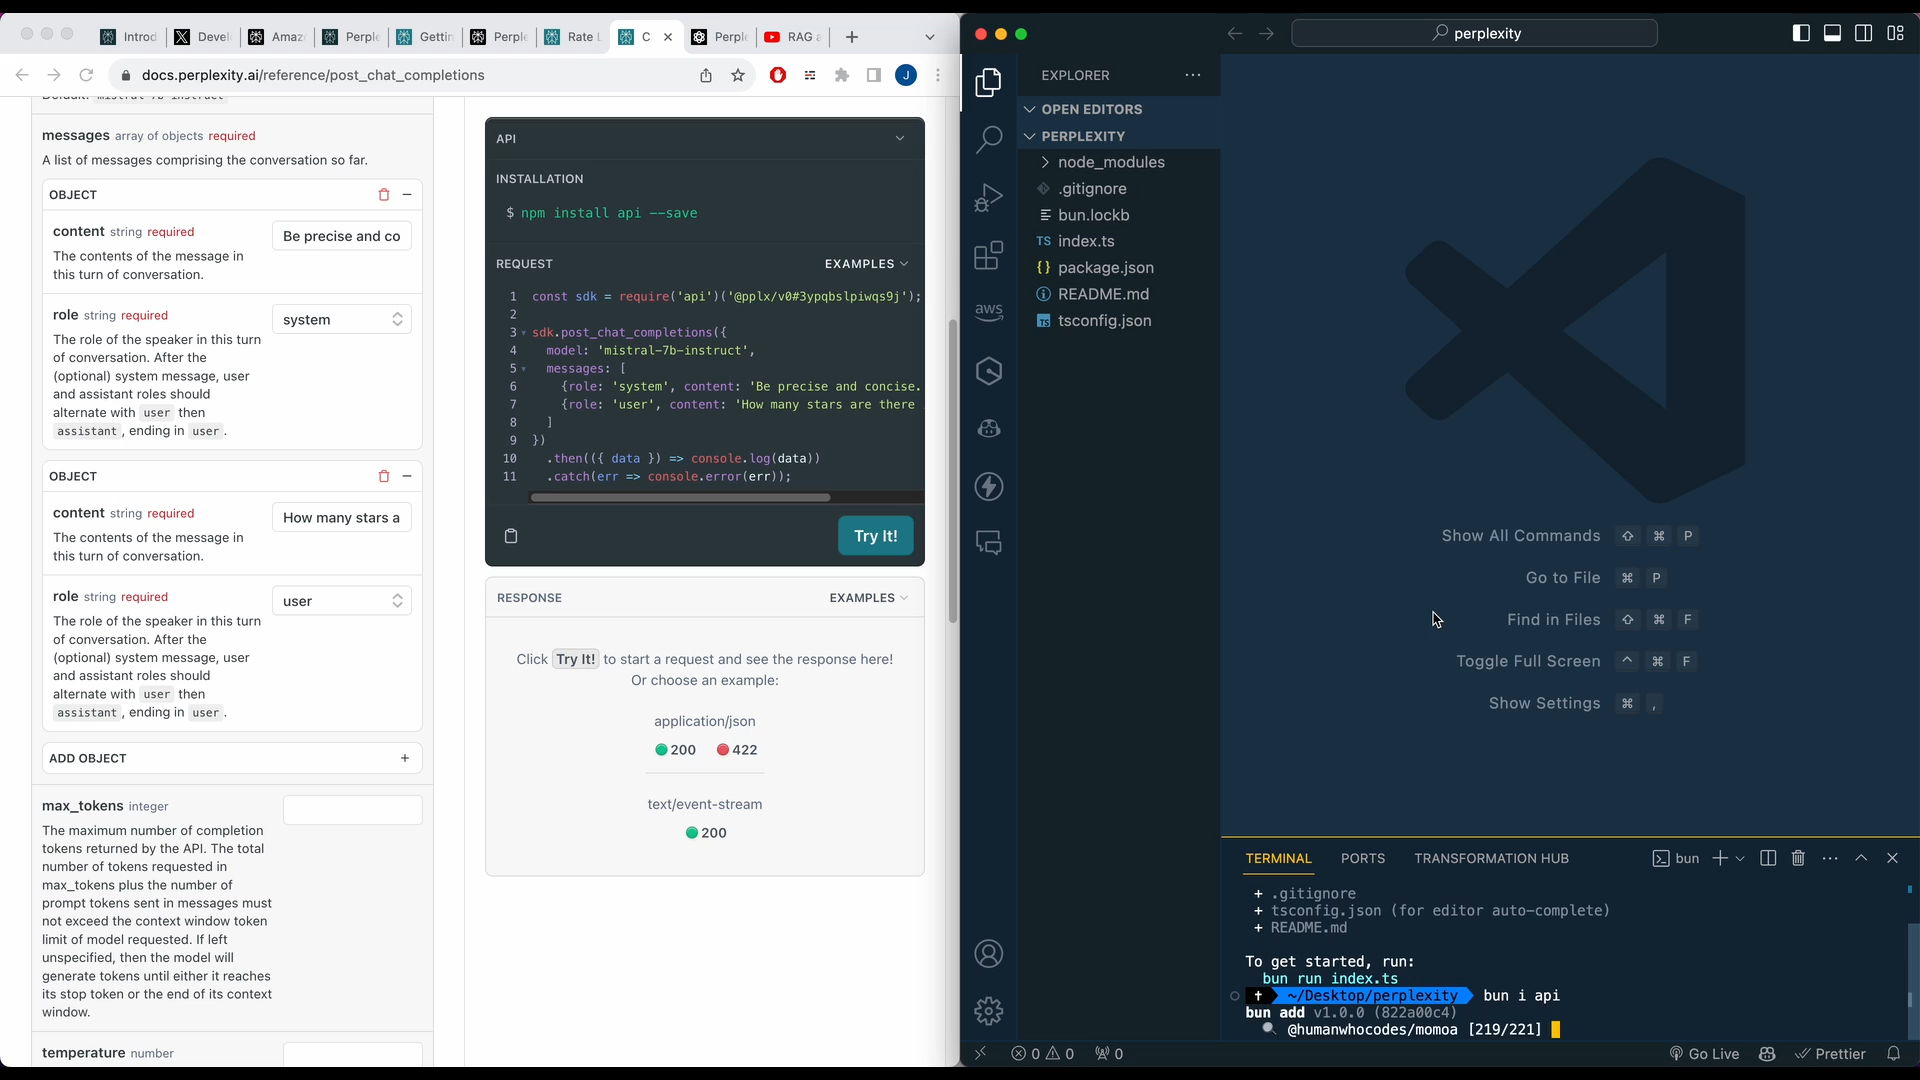 Introd
Devel
Amaz
Perple
Gettin
Perple
Rate L
C
Perple
RAG a
docs.perplexity.ai/reference/post_chat_completions
J
Default: mistral-7b-instruct
messages array of objects required
A list of messages comprising the conversation so far.
OBJECT
content string required
Be precise and co
The contents of the message in
this turn of conversation.
role string required
system
The role of the speaker in this turn
of conversation. After the
(optional) system message, user
and assistant roles should
alternate with user then
assistant, ending in user.
OBJECT
content string required
How many stars a
The contents of the message in
this turn of conversation.
role string required
user
The role of the speaker in this turn
of conversation. After the
(optional) system message, user
and assistant roles should
alternate with user then
assistant, ending in user.
ADD OBJECT +
max_tokens integer
The maximum number of completion
tokens returned by the API. The total
number of tokens requested in
max_tokens plus the number of
prompt tokens sent in messages must
not exceed the context window token
limit of model requested. If left
unspecified, then the model will
generate tokens until either it reaches
its stop token or the end of its context
window.
temperature number
API
INSTALLATION
$ npm install api --save
REQUEST
EXAMPLES
1 const sdk = require('api')('@pplx/v0#3ypqbslpiwqs9j');
2
3 sdk.post_chat_completions({
4 model: 'mistral-7b-instruct',
5 messages: [
6 {role: 'system', content: 'Be precise and concise.
7 {role: 'user', content: 'How many stars are there
8 ]
9 })
10 .then(({ data }) => console.log(data))
11 .catch(err => console.error(err));
Try It!
RESPONSE
EXAMPLES
Click Try It! to start a request and see the response here!
Or choose an example:
application/json
200 422
text/event-stream
200
perplexity
EXPLORER
OPEN EDITORS
PERPLEXITY
node_modules
.gitignore
bun.lockb
TS index.ts
{} package.json
README.md
TS tsconfig.json
aws
Show All Commands ⇧ ⌘ P
Go to File ⌘ P
Find in Files ⇧ ⌘ F
Toggle Full Screen ^ ⌘ F
Show Settings ⌘ ,
TERMINAL PORTS TRANSFORMATION HUB
bun
+ .gitignore
+ tsconfig.json (for editor auto-complete)
+ README.md
To get started, run:
bun run index.ts
~/Desktop/perplexity bun i api
bun add v1.0.0 (822a00c4)
🔍 @humanwhocodes/momoa [219/221]
0 0 0
Go Live
Prettier